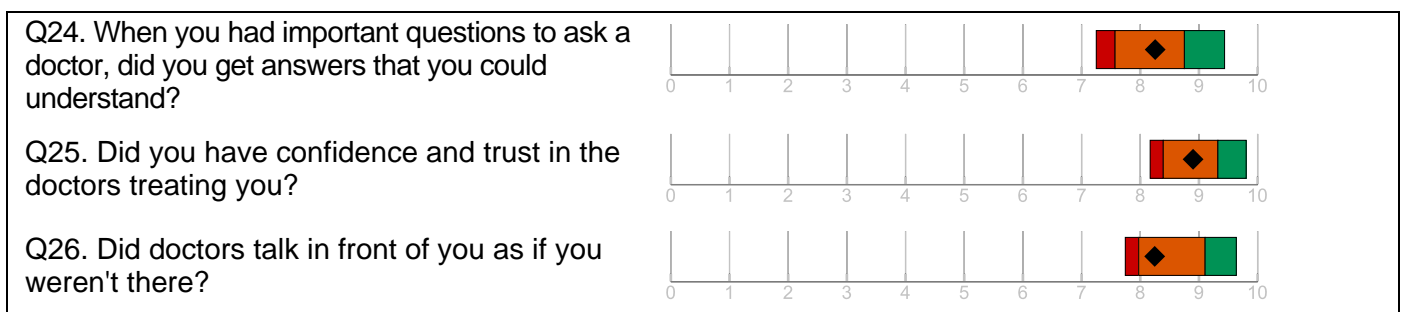 Q24. When you had important questions to ask a
doctor, did you get answers that you could
understand?
0 1 2 3 4 5 6 7 8 9 10
Q25. Did you have confidence and trust in the
doctors treating you?
0 1 2 3 4 5 6 7 8 9 10
Q26. Did doctors talk in front of you as if you
weren't there?
0 1 2 3 4 5 6 7 8 9 10